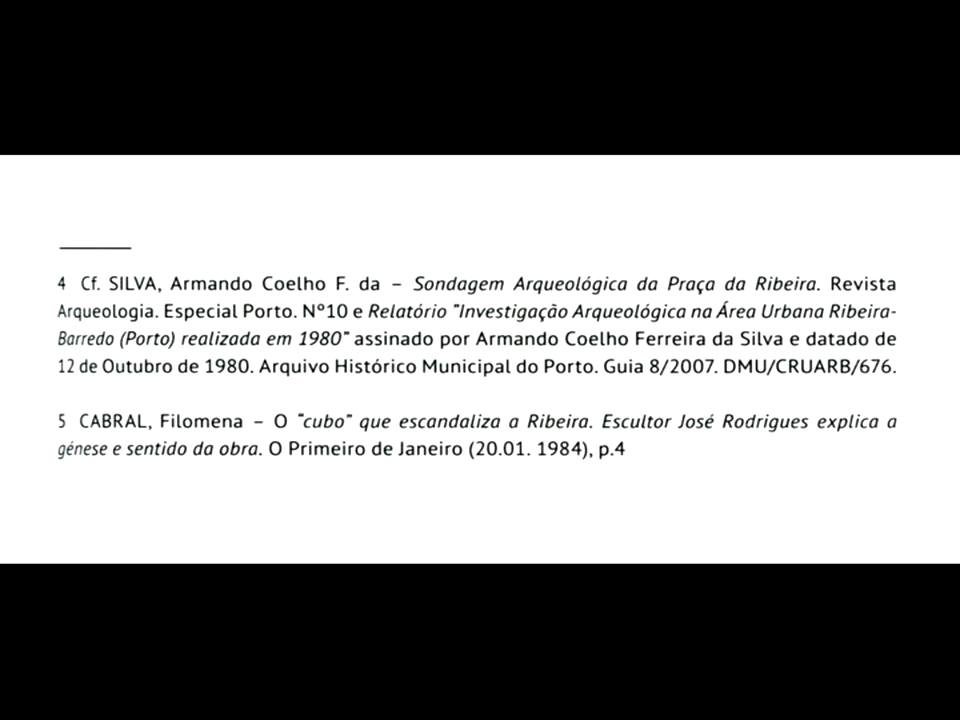 4 Cf. SILVA, Armando Coelho F. da – Sondagem Arqueológica da Praça da Ribeira. Revista
Arqueologia. Especial Porto. Nº10 e Relatório "Investigação Arqueológica na Área Urbana Ribeira-
Barredo (Porto) realizada em 1980" assinado por Armando Coelho Ferreira da Silva e datado de
12 de Outubro de 1980. Arquivo Histórico Municipal do Porto. Guia 8/2007. DMU/CRUARB/676.
5 CABRAL, Filomena – O "cubo" que escandaliza a Ribeira. Escultor José Rodrigues explica a
génese e sentido da obra. O Primeiro de Janeiro (20.01. 1984), p.4